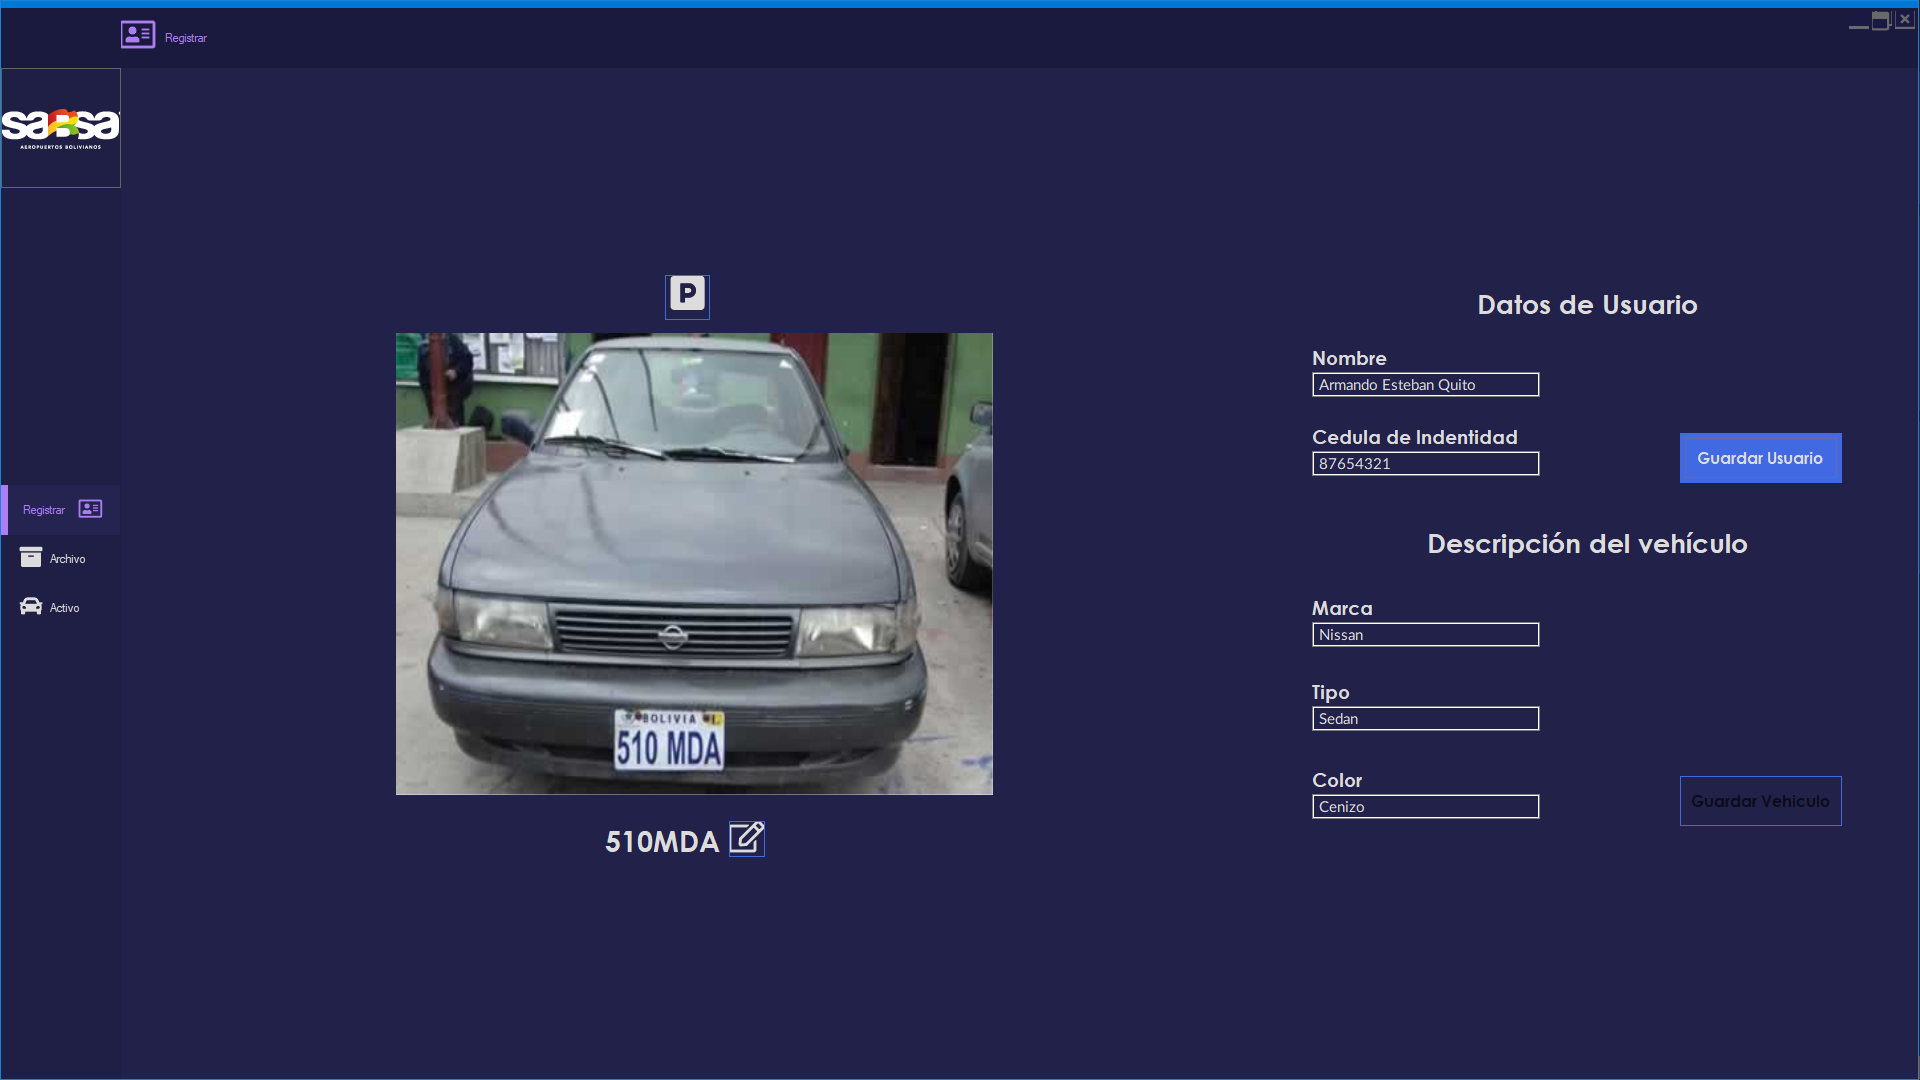 Registrar
saBsa
AEROPUERTOS BOLIVIANOS
Registrar
Archivo
Activo
P
BOLIVIA
510 MDA
510MDA
Datos de Usuario
Nombre
Armando Esteban Quito
Cedula de Indentidad
87654321
Guardar Usuario
Descripción del vehículo
Marca
Nissan
Tipo
Sedan
Color
Cenizo
Guardar Vehiculo